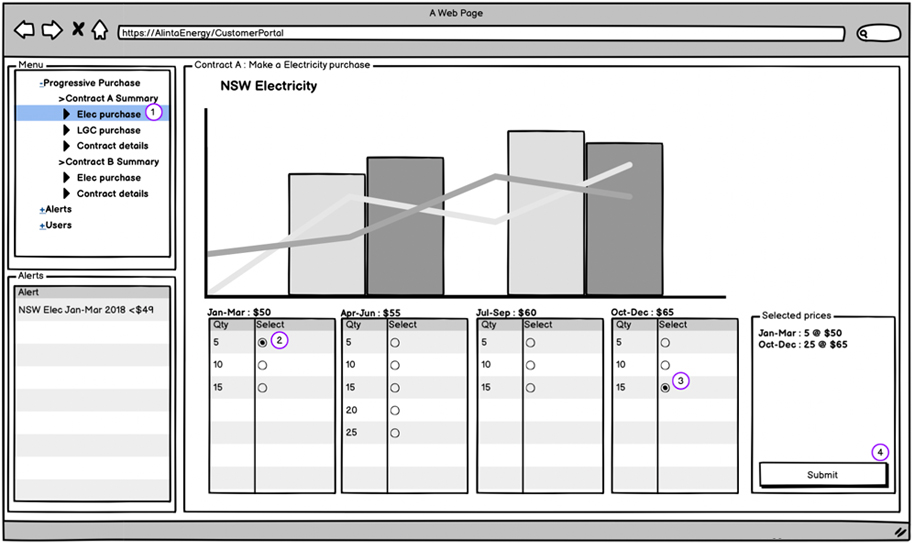 A Web Page
https://AlintaEnergy/CustomerPortal
Menu
-Progressive Purchase
>Contract A Summary
Elec purchase 1
LGC purchase
Contract details
>Contract B Summary
Elec purchase
Contract details
+Alerts
+Users
Alerts
Alert
NSW Elec Jan-Mar 2018 <$49
Contract A : Make a Electricity purchase
NSW Electricity
Jan-Mar : $50
Qty Select
5 2
10
15
Apr-Jun : $55
Qty Select
5
10
15
20
25
Jul-Sep : $60
Qty Select
5
10
15
Oct-Dec : $65
Qty Select
5
10
15 3
Selected prices
Jan-Mar : 5 @ $50
Oct-Dec : 25 @ $65
4
Submit